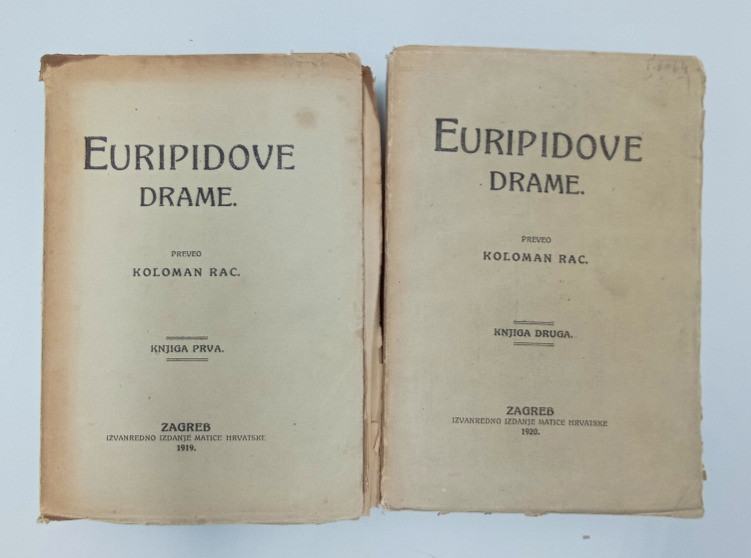 EURIPIDOVE
DRAME.
PREVEO
KOLOMAN RAC.
KNJIGA PRVA.
ZAGREB
IZVANREDNO IZDANJE MATICE HRVATSKE
1919.
EURIPIDOVE
DRAME.
PREVEO
KOLOMAN RAC.
KNJIGA DRUGA.
ZAGREB
IZVANREDNO IZDANJE MATICE HRVATSKE
1920.